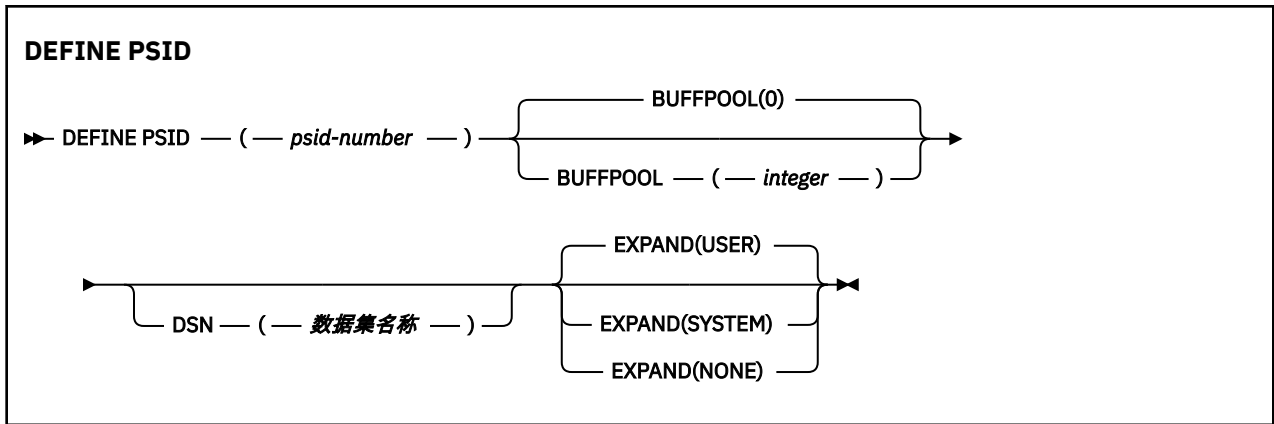 DEFINE PSID
BUFFPOOL(0)
DEFINE PSID ( psid-number )
BUFFPOOL ( integer )
EXPAND(USER)
DSN ( 数据集名称 )
EXPAND(SYSTEM)
EXPAND(NONE)